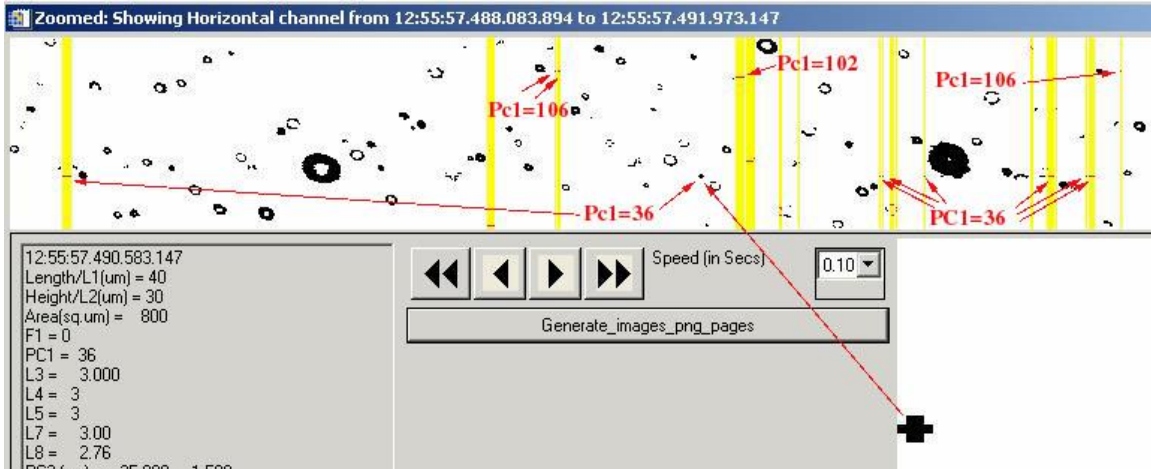 Zoomed: Showing Horizontal channel from 12:55:57.488.083.894 to 12:55:57.491.973.147
Pc1=102
Pc1=106
Pc1=106
Pc1=36
PC1=36
12:55:57.490.583.147
Length/L1(um) = 40
Height/L2(um) = 30
Area(sq.um) = 800
F1 = 0
PC1 = 36
L3 = 3.000
L4 = 3
L5 = 3
L7 = 3.00
L8 = 2.76
Speed (in Secs)
0.10
Generate_images_png_pages